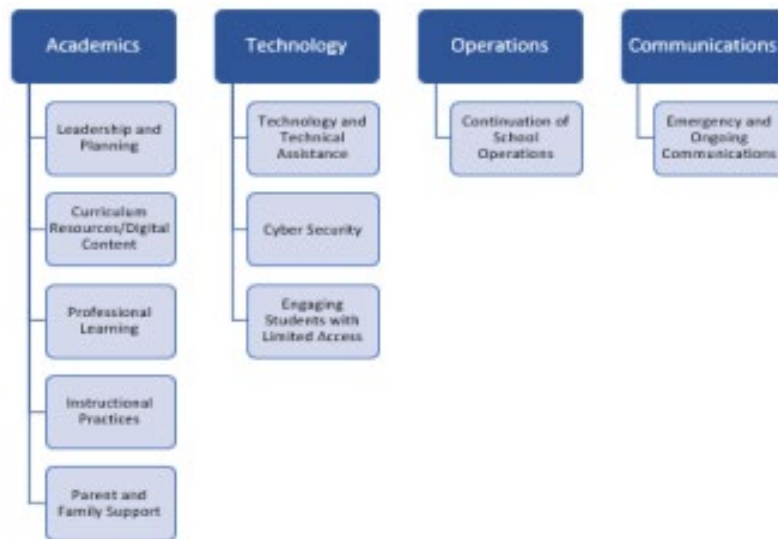 Academics
Leadership and
Planning
Curriculum
Resources/Digital
Content
Professional
Learning
Instructional
Practices
Parent and
Family Support
Technology
Technology and
Technical
Assistance
Cyber Security
Engaging
Students with
Limited Access
Operations
Continuation of
School
Operations
Communications
Emergency and
Ongoing
Communications